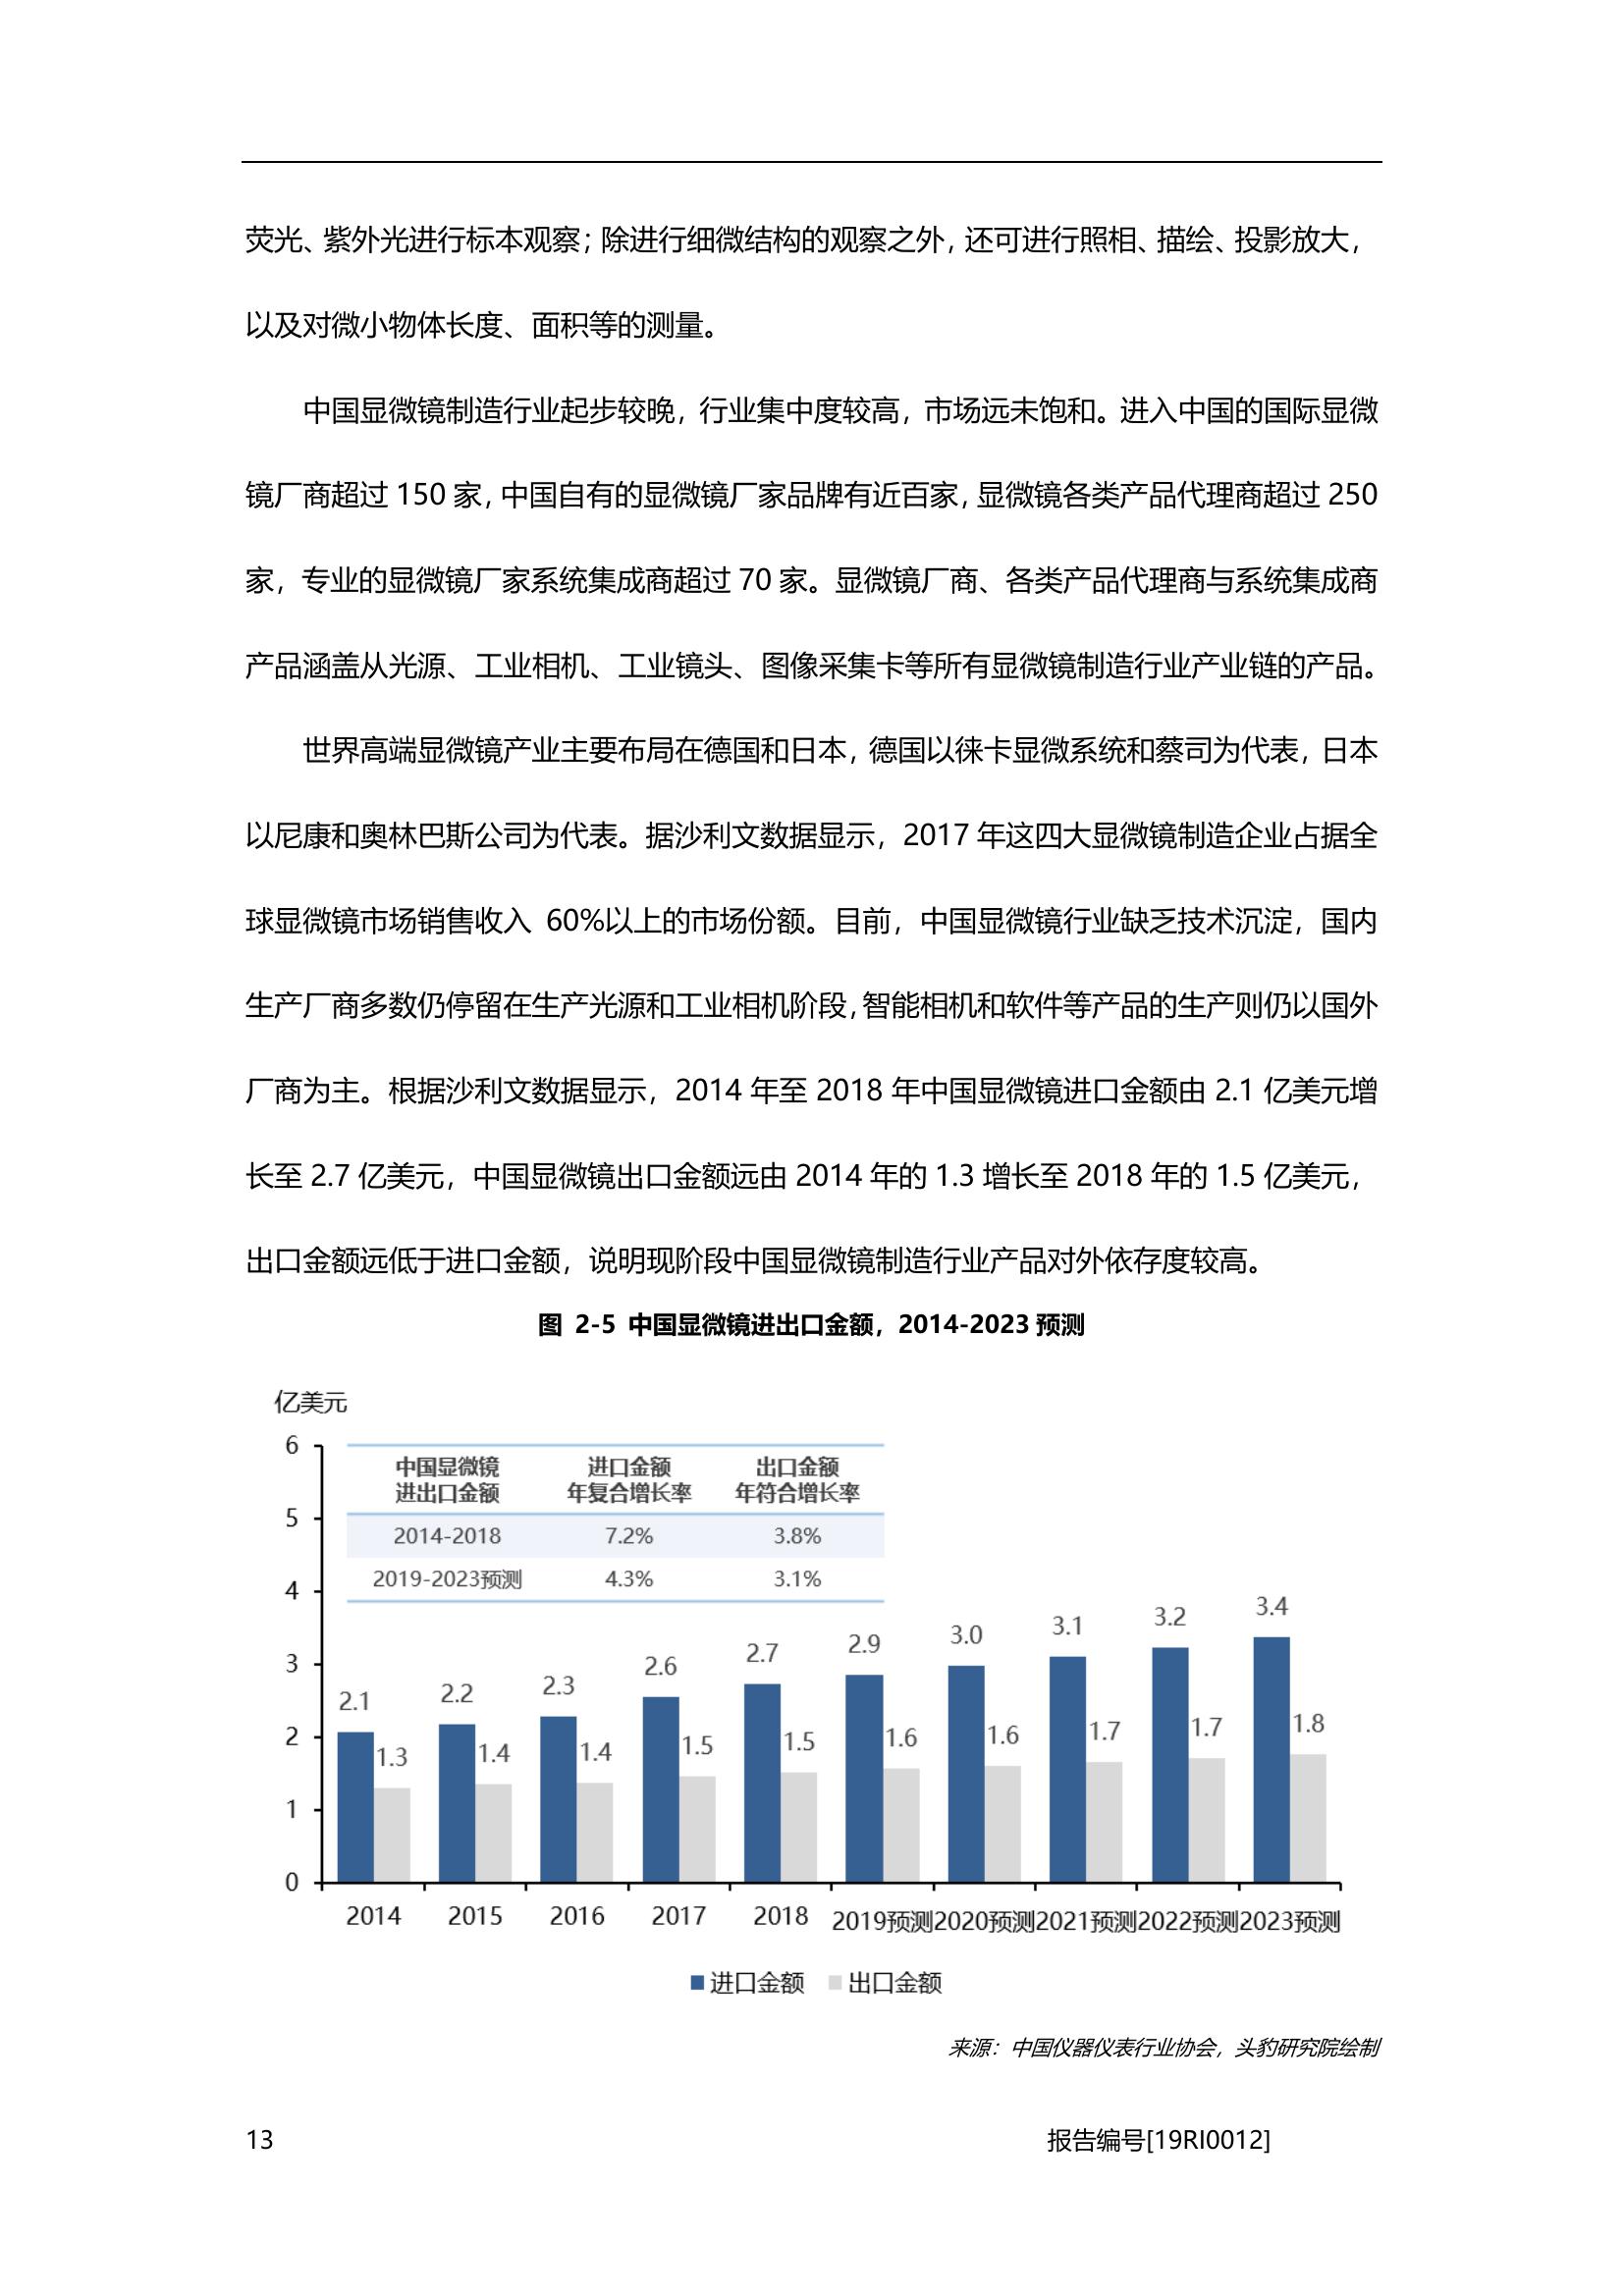 荧光、紫外光进行标本观察；除进行细微结构的观察之外，还可进行照相、描绘、投影放大，
以及对微小物体长度、面积等的测量。
中国显微镜制造行业起步较晚，行业集中度较高，市场远未饱和。进入中国的国际显微
镜厂商超过 150 家，中国自有的显微镜厂家品牌有近百家，显微镜各类产品代理商超过 250
家，专业的显微镜厂家系统集成商超过 70 家。显微镜厂商、各类产品代理商与系统集成商
产品涵盖从光源、工业相机、工业镜头、图像采集卡等所有显微镜制造行业产业链的产品。
世界高端显微镜产业主要布局在德国和日本，德国以徕卡显微系统和蔡司为代表，日本
以尼康和奥林巴斯公司为代表。据沙利文数据显示，2017 年这四大显微镜制造企业占据全
球显微镜市场销售收入 60%以上的市场份额。目前，中国显微镜行业缺乏技术沉淀，国内
生产厂商多数仍停留在生产光源和工业相机阶段，智能相机和软件等产品的生产则仍以国外
厂商为主。根据沙利文数据显示，2014 年至 2018 年中国显微镜进口金额由 2.1 亿美元增
长至 2.7 亿美元，中国显微镜出口金额远由 2014 年的 1.3 增长至 2018 年的 1.5 亿美元，
出口金额远低于进口金额，说明现阶段中国显微镜制造行业产品对外依存度较高。
图 2-5 中国显微镜进出口金额，2014-2023 预测
亿美元
6
5
4
3
2
1
0
中国显微镜 进口金额 出口金额
进出口金额 年复合增长率 年符合增长率
2014-2018 7.2% 3.8%
2019-2023预测 4.3% 3.1%
2.1 2.2 2.3 2.6 2.7 2.9 3.0 3.1 3.2 3.4
1.3 1.4 1.4 1.5 1.5 1.6 1.6 1.7 1.7 1.8
2014 2015 2016 2017 2018 2019预测 2020预测 2021预测 2022预测 2023预测
进口金额 出口金额
来源：中国仪器仪表行业协会，头豹研究院绘制
13 报告编号[19RI0012]